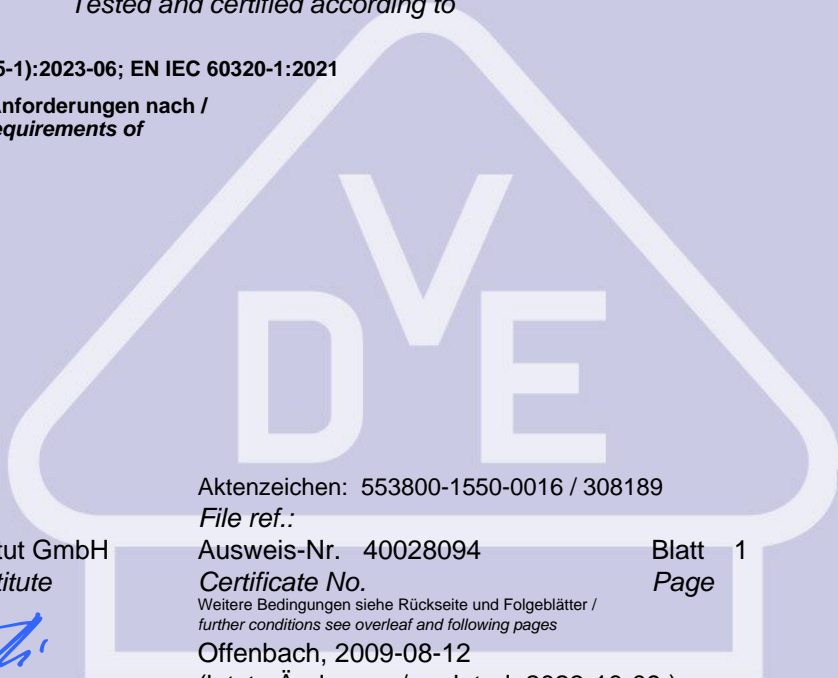 Tested and certified according to
5-1):2023-06; EN IEC 60320-1:2021
nforderungen nach /
equirements of
VDE
Aktenzeichen: 553800-1550-0016 / 308189
File ref.:
tut GmbH Ausweis-Nr. 40028094 Blatt 1
titute Certificate No. Page
Weitere Bedingungen siehe Rückseite und Folgeblätter /
further conditions see overleaf and following pages
Offenbach, 2009-08-12